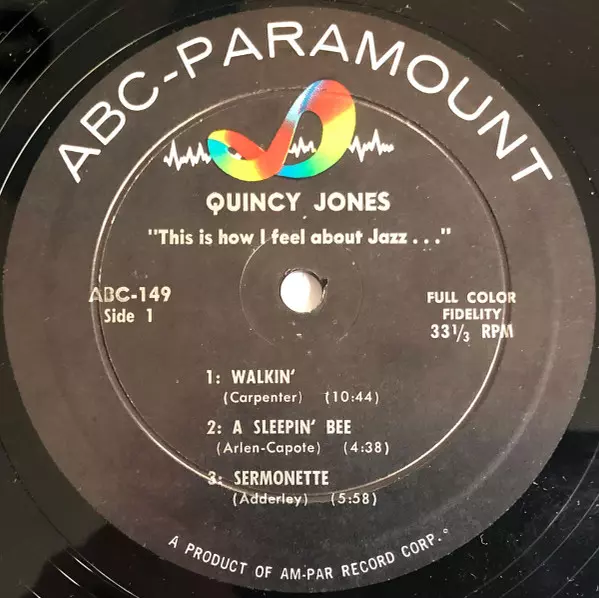 ABC-PARAMOUNT
QUINCY JONES
"This is how I feel about Jazz..."
ABC-149
Side 1
FULL COLOR
FIDELITY
33 1/3 RPM
1: WALKIN'
(Carpenter) (10:44)
2: A SLEEPIN' BEE
(Arlen-Capote) (4:38)
3: SERMONETTE
(Adderley) (5:58)
A PRODUCT OF AM-PAR RECORD CORP.°